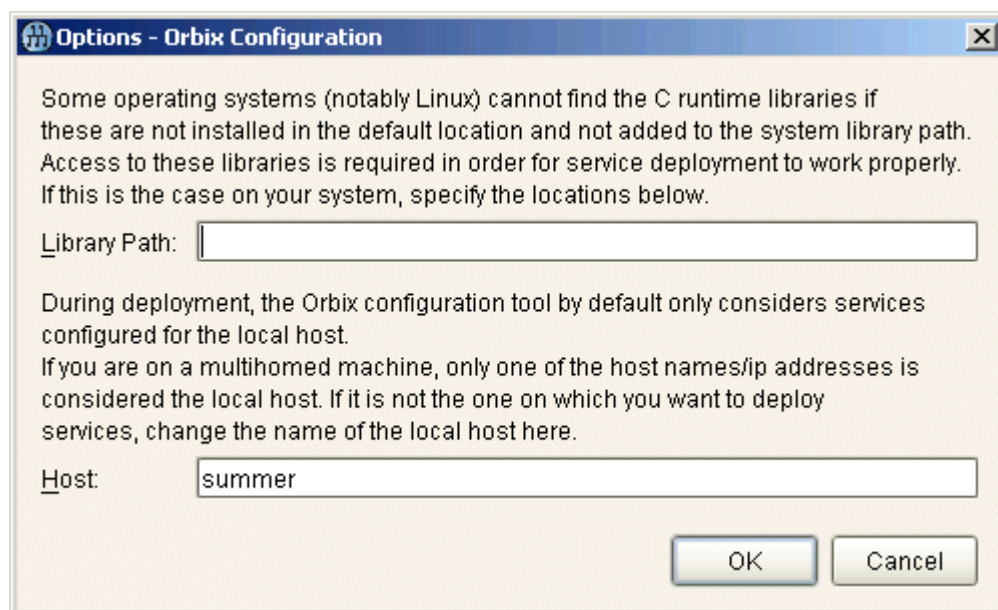 Options - Orbix Configuration
Some operating systems (notably Linux) cannot find the C runtime libraries if
these are not installed in the default location and not added to the system library path.
Access to these libraries is required in order for service deployment to work properly.
If this is the case on your system, specify the locations below.
Library Path:
During deployment, the Orbix configuration tool by default only considers services
configured for the local host.
If you are on a multihomed machine, only one of the host names/ip addresses is
considered the local host. If it is not the one on which you want to deploy
services, change the name of the local host here.
Host: summer
OK Cancel